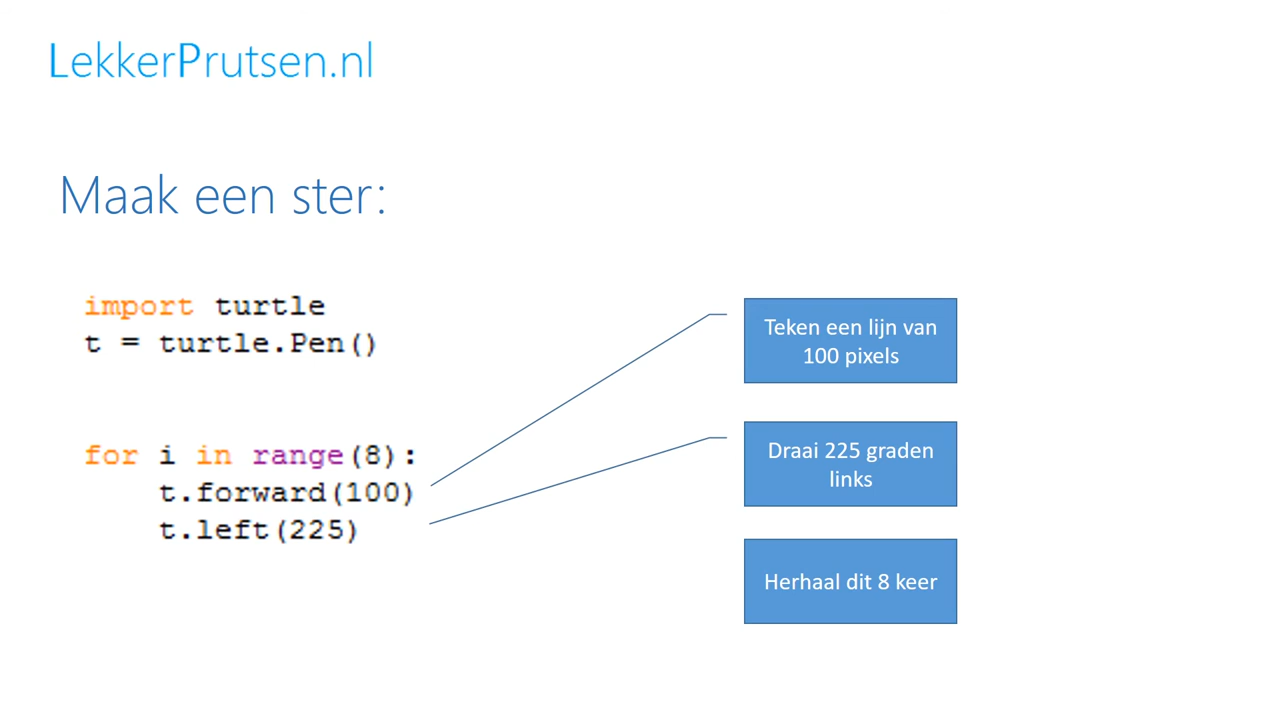 LekkerPrutsen.nl
Maak een ster:
import turtle
t = turtle.Pen()
for i in range(8):
    t.forward(100)
    t.left(225)
Teken een lijn van
100 pixels
Draai 225 graden
links
Herhaal dit 8 keer